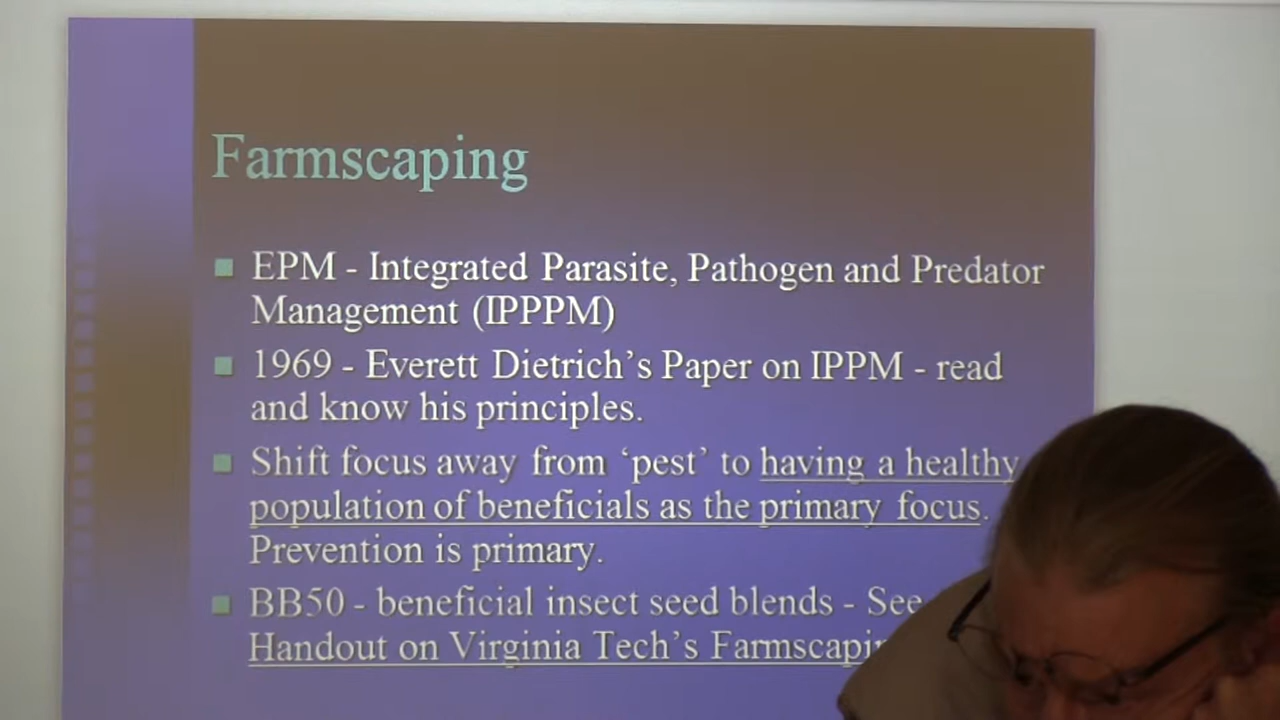 Farmscaping
EPM - Integrated Parasite, Pathogen and Predator
Management (IPPPM)
1969 - Everett Dietrich's Paper on IPPM - read
and know his principles.
Shift focus away from ‘pest’ to having a healthy
population of beneficials as the primary focus.
Prevention is primary.
BB50 - beneficial insect seed blends - See
Handout on Virginia Tech's